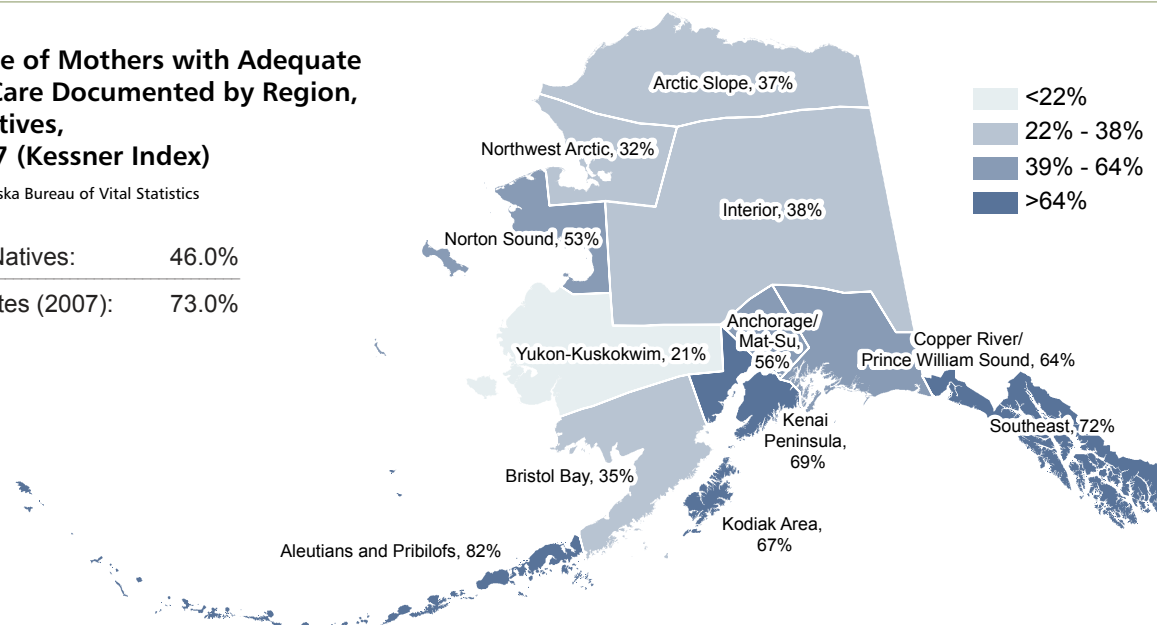 e of Mothers with Adequate
Care Documented by Region,
tives,
7 (Kessner Index)
ska Bureau of Vital Statistics
Natives: 46.0%
tes (2007): 73.0%
Arctic Slope, 37%
<22%
22% - 38%
39% - 64%
>64%
Northwest Arctic, 32%
Interior, 38%
Norton Sound, 53%
Anchorage/
Mat-Su,
56%
Yukon-Kuskokwim, 21%
Copper River/
Prince William Sound, 64%
Kenai
Peninsula,
69%
Southeast, 72%
Bristol Bay, 35%
Kodiak Area,
67%
Aleutians and Pribilofs, 82%